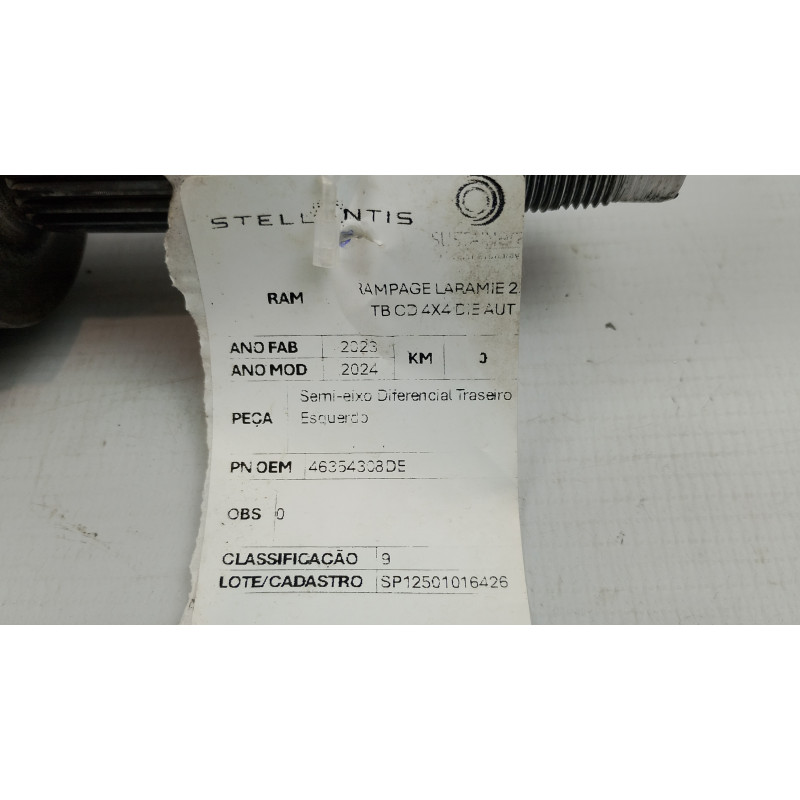 STELLANTIS
RAM RAMPAGE LARAMIE 2.
TB CD 4X4 DIE AUT
ANO FAB 2023 KM 0
ANO MOD 2024
PEÇA Semi-eixo Diferencial Traseiro
Esquerdo
PN OEM 46354308DE
OBS 0
CLASSIFICAÇÃO 9
LOTE/CADASTRO SP12501016426